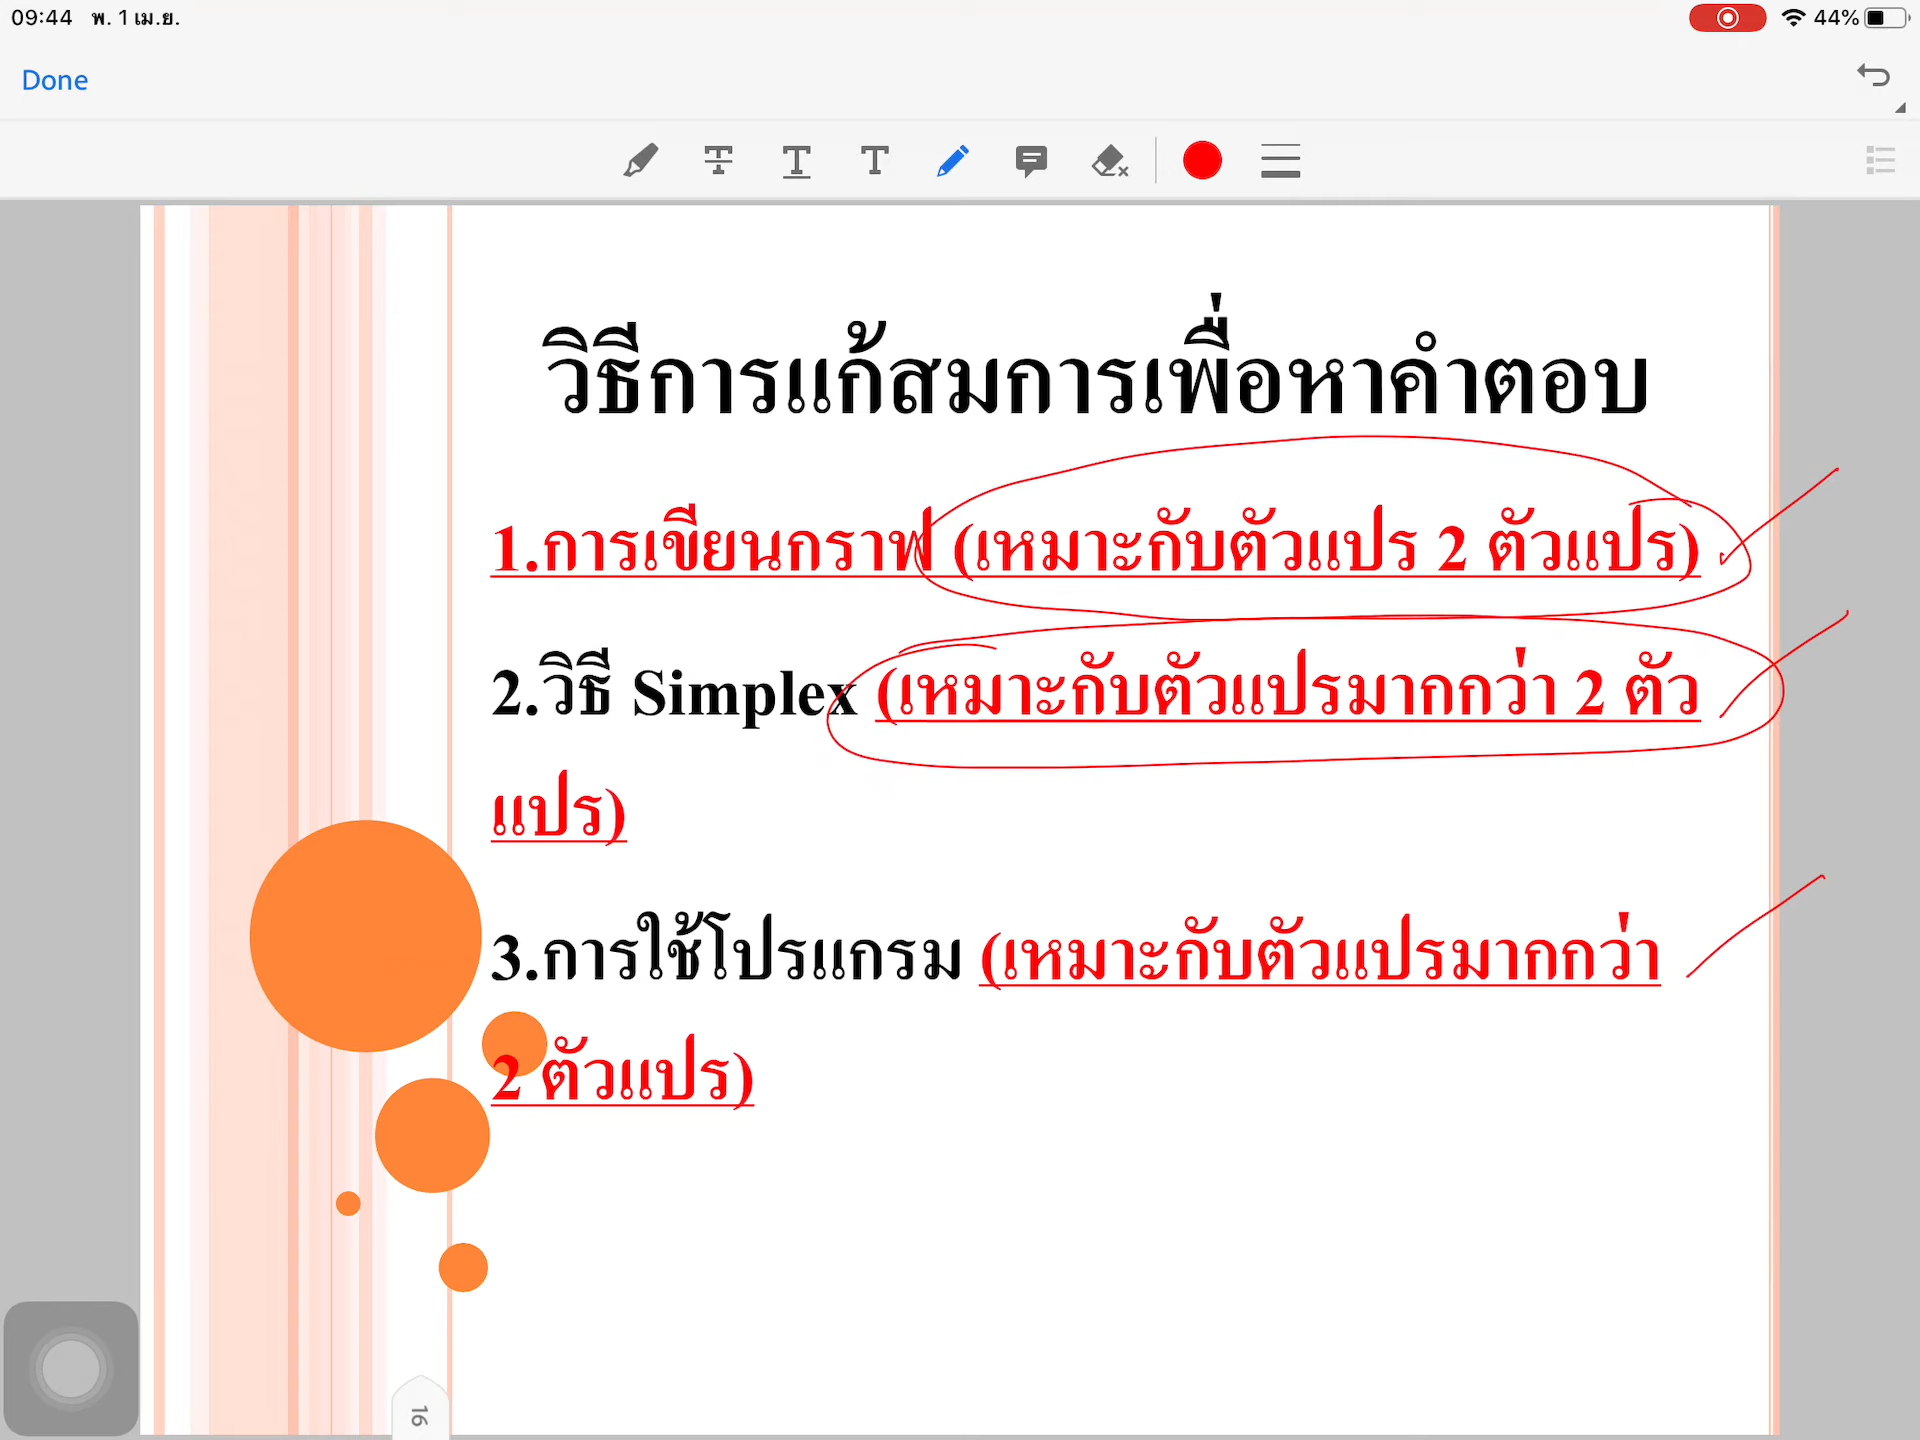 09:44 พ. 1 เม.ย.
44%
Done
วิธีการแก้สมการเพื่อหาคำตอบ
1.การเขียนกราฟ (เหมาะกับตัวแปร 2 ตัวแปร)
2.วิธี Simplex (เหมาะกับตัวแปรมากกว่า 2 ตัว
แปร)
3.การใช้โปรแกรม (เหมาะกับตัวแปรมากกว่า
2 ตัวแปร)
16